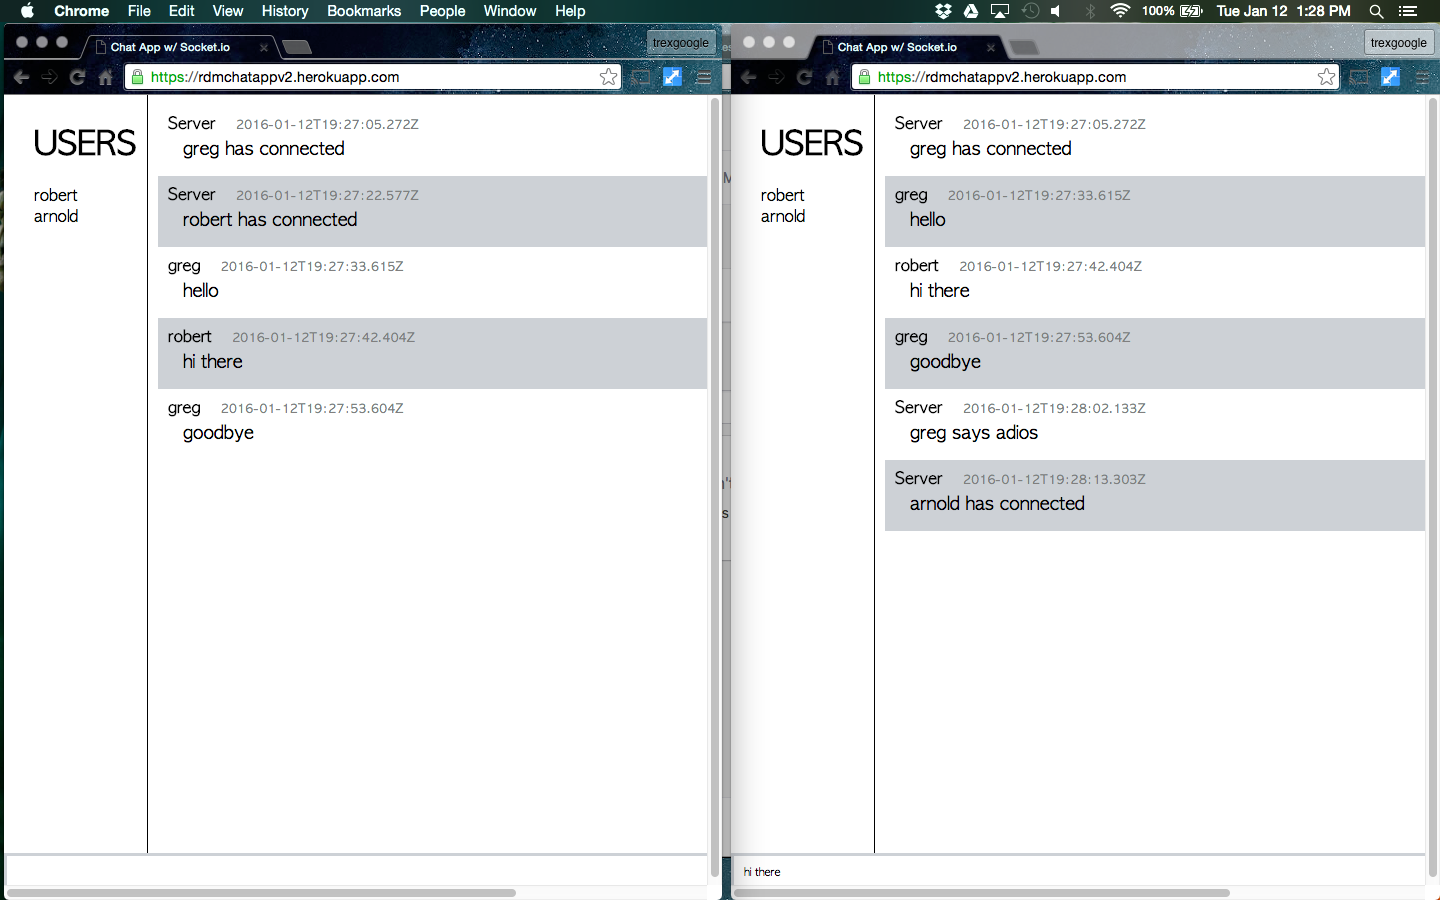 Chrome File Edit View History Bookmarks People Window Help 100% Tue Jan 12 1:28 PM
Chat App w/ Socket.io trexgoogle
https://rdmchatappv2.herokuapp.com
USERS
robert
arnold
Server 2016-01-12T19:27:05.272Z
greg has connected
Server 2016-01-12T19:27:22.577Z
robert has connected
greg 2016-01-12T19:27:33.615Z
hello
robert 2016-01-12T19:27:42.404Z
hi there
greg 2016-01-12T19:27:53.604Z
goodbye
Chat App w/ Socket.io trexgoogle
https://rdmchatappv2.herokuapp.com
USERS
robert
arnold
Server 2016-01-12T19:27:05.272Z
greg has connected
greg 2016-01-12T19:27:33.615Z
hello
robert 2016-01-12T19:27:42.404Z
hi there
greg 2016-01-12T19:27:53.604Z
goodbye
Server 2016-01-12T19:28:02.133Z
greg says adios
Server 2016-01-12T19:28:13.303Z
arnold has connected
hi there